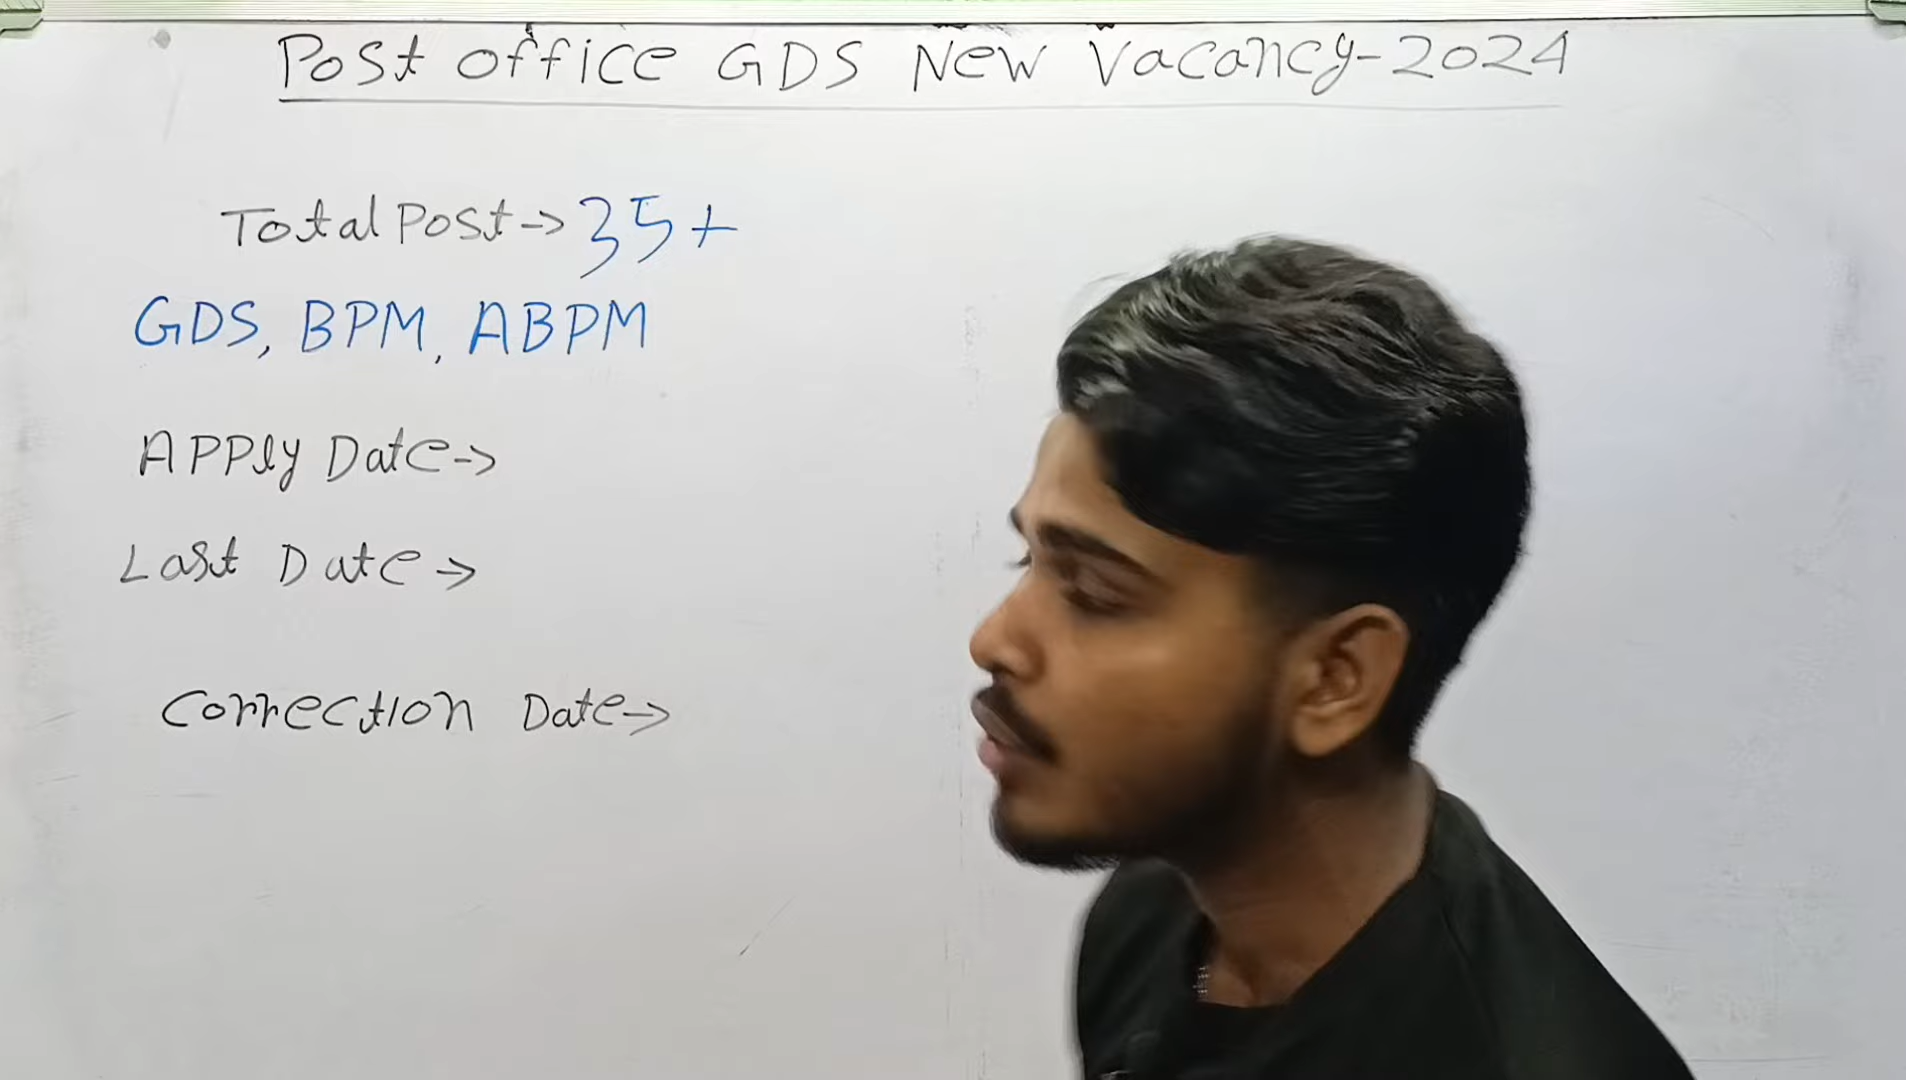 Post office GDS New Vacancy-2024
Total Post-> 35+
GDS, BPM, ABPM
Apply Date->
Last Date->
Correction Date->